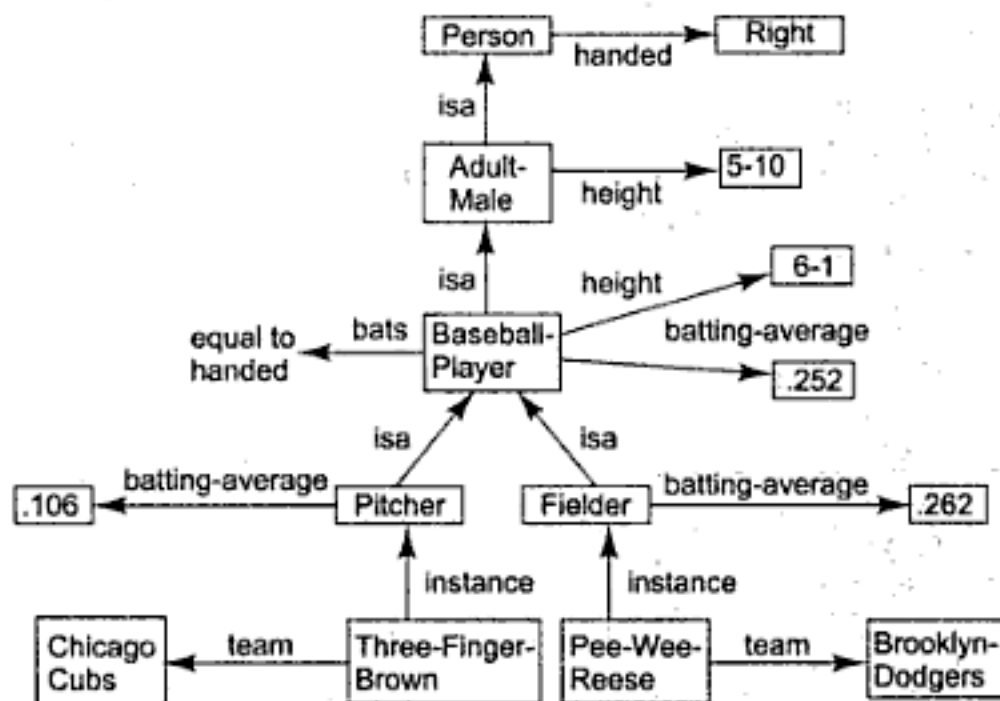 Person
handed
Right
isa
Adult-
Male
height
5-10
isa
height
6-1
equal to
handed
bats
Baseball-
Player
batting-average
.252
isa
isa
.106
batting-average
Pitcher
Fielder
batting-average
.262
instance
instance
Chicago
Cubs
team
Three-Finger-
Brown
Pee-Wee-
Reese
team
Brooklyn-
Dodgers